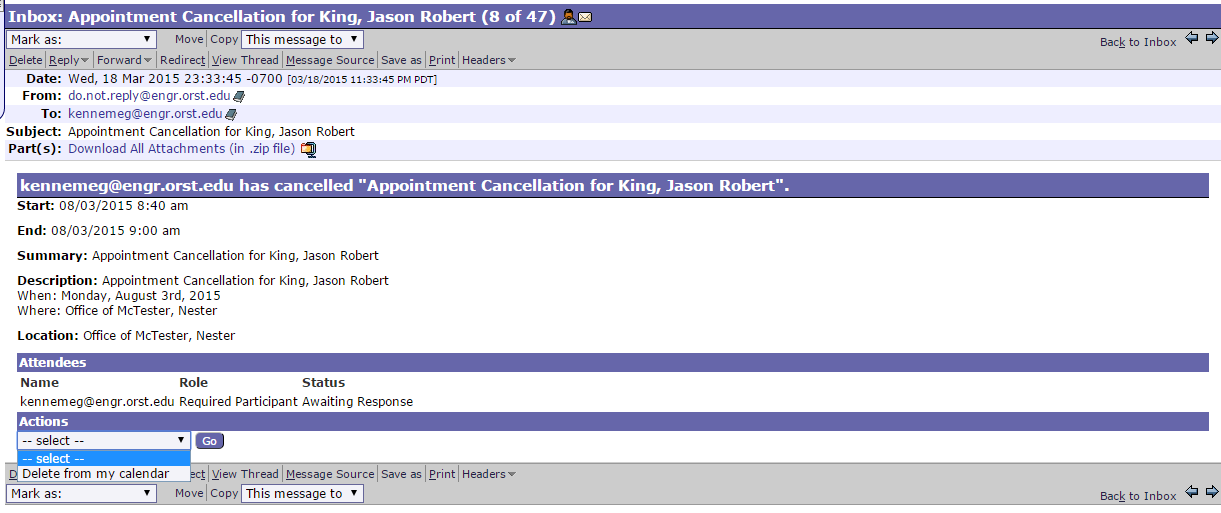 Inbox: Appointment Cancellation for King, Jason Robert (8 of 47)
Mark as: Move Copy This message to Back to Inbox
Delete Reply Forward Redirect View Thread Message Source Save as Print Headers
Date: Wed, 18 Mar 2015 23:33:45 -0700 [03/18/2015 11:33:45 PM PDT]
From: do.not.reply@engr.orst.edu
To: kennemeg@engr.orst.edu
Subject: Appointment Cancellation for King, Jason Robert
Part(s): Download All Attachments (in .zip file)
kennemeg@engr.orst.edu has cancelled "Appointment Cancellation for King, Jason Robert".
Start: 08/03/2015 8:40 am
End: 08/03/2015 9:00 am
Summary: Appointment Cancellation for King, Jason Robert
Description: Appointment Cancellation for King, Jason Robert
When: Monday, August 3rd, 2015
Where: Office of McTester, Nester
Location: Office of McTester, Nester
Attendees
Name Role Status
kennemeg@engr.orst.edu Required Participant Awaiting Response
Actions
-- select -- Go
-- select --
Delete from my calendar
View Thread Message Source Save as Print Headers
Mark as: Move Copy This message to Back to Inbox